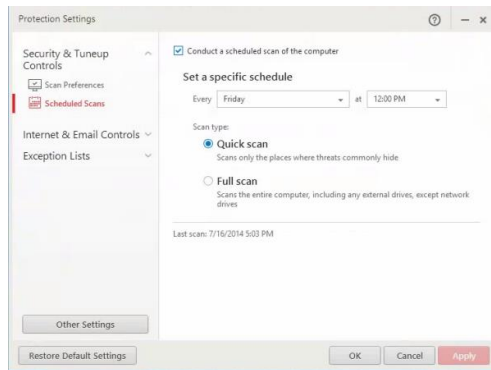 Protection Settings
?
Security & Tuneup
Controls
Scan Preferences
Scheduled Scans
Internet & Email Controls
Exception Lists
Other Settings
Conduct a scheduled scan of the computer
Set a specific schedule
Every Friday at 12:00 PM
Scan type:
Quick scan
Scans only the places where threats commonly hide
Full scan
Scans the entire computer, including any external drives, except network
drives
Last scan: 7/16/2014 5:03 PM
Restore Default Settings
OK Cancel Apply